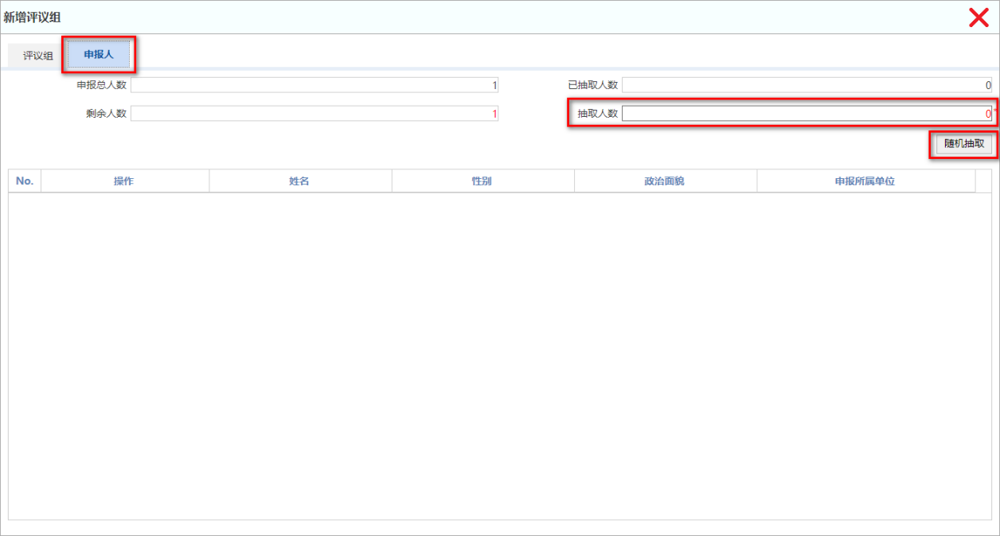 新增评议组
评议组 申报人
申报总人数 1 已抽取人数 0
剩余人数 1 抽取人数 0 *
随机抽取
No. 操作 姓名 性别 政治面貌 申报所属单位